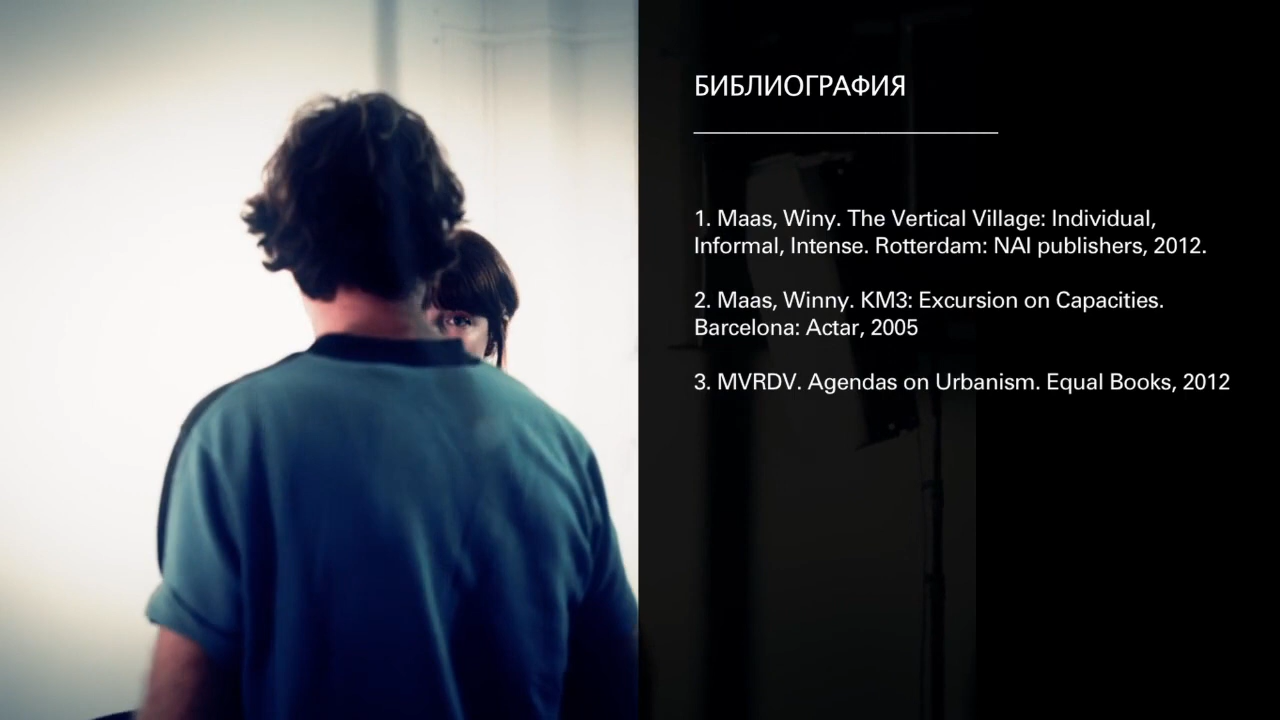 БИБЛИОГРАФИЯ
1. Maas, Winy. The Vertical Village: Individual,
Informal, Intense. Rotterdam: NAI publishers, 2012.
2. Maas, Winny. KM3: Excursion on Capacities.
Barcelona: Actar, 2005
3. MVRDV. Agendas on Urbanism. Equal Books, 2012